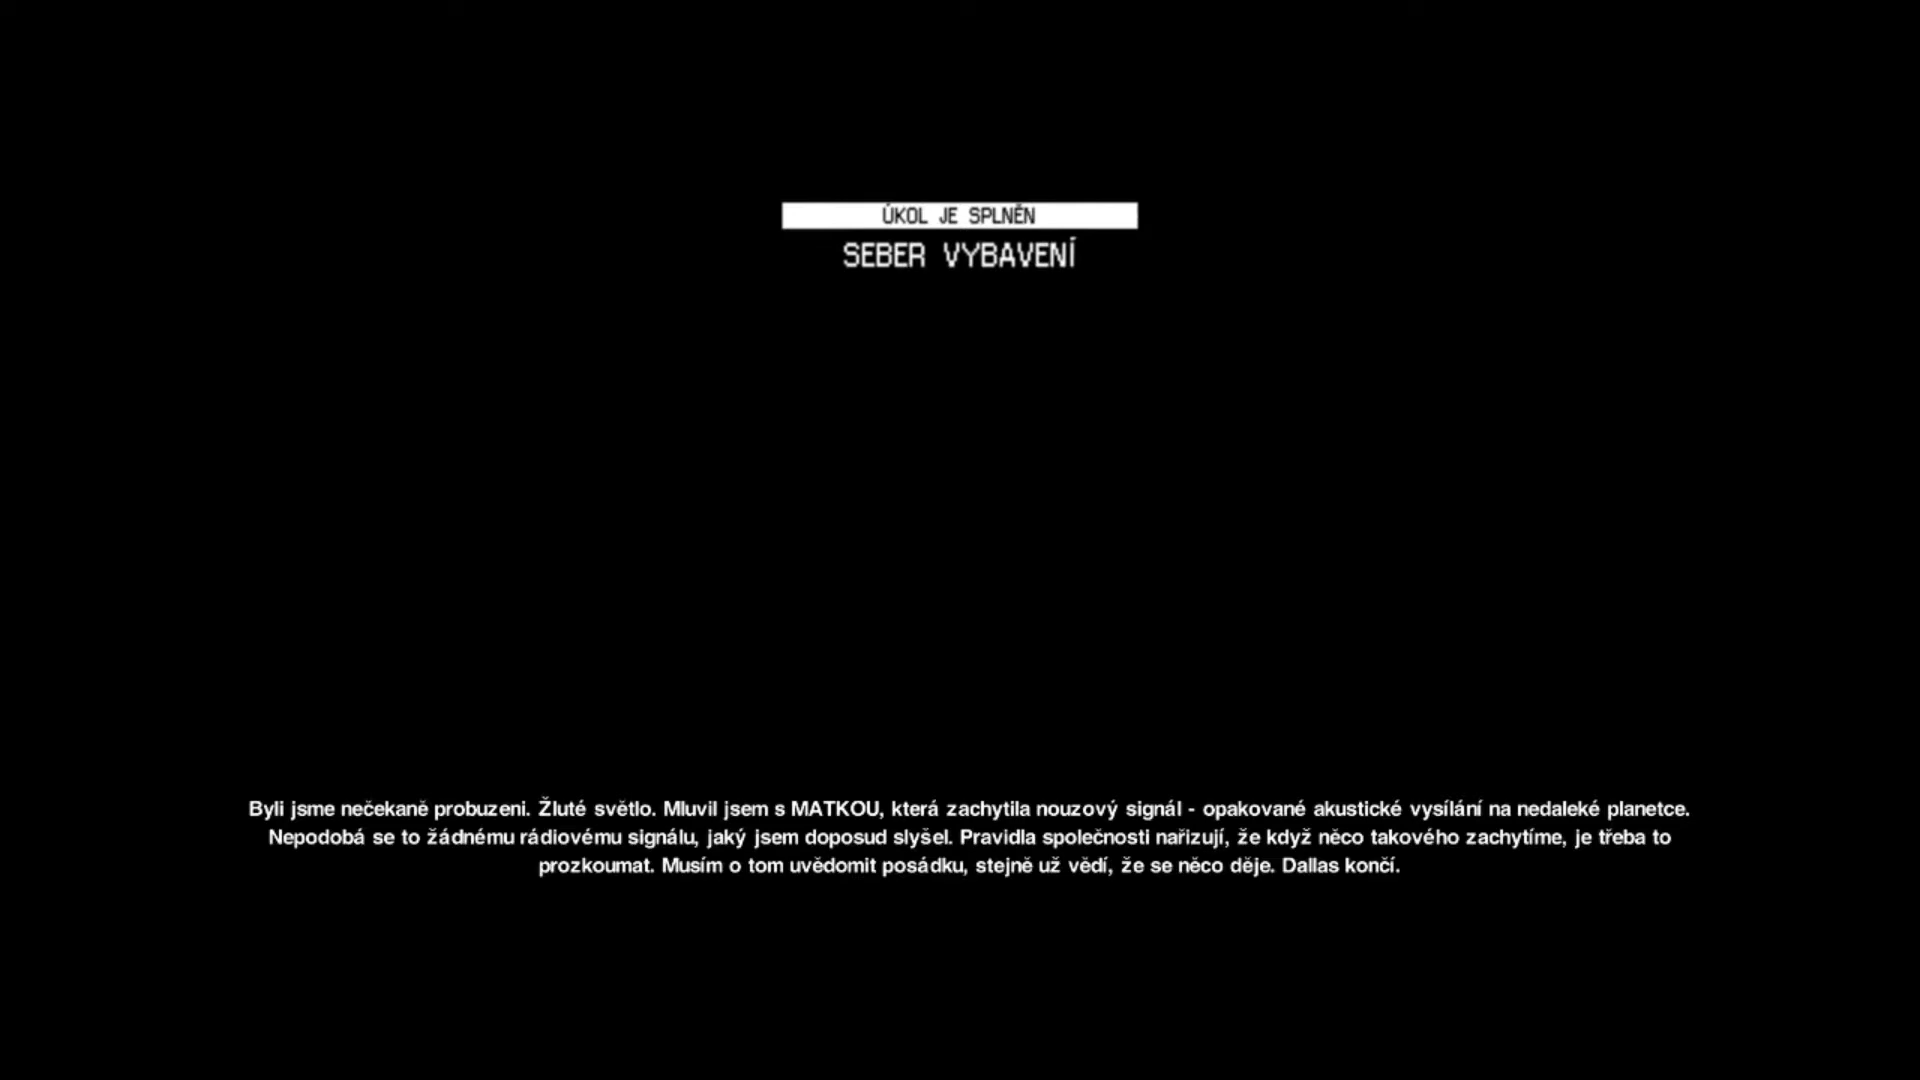 ÚKOL JE SPLNĚN
SEBER VYBAVENÍ
Byli jsme nečekaně probuzeni. Žluté světlo. Mluvil jsem s MATKOU, která zachytila nouzový signál - opakované akustické vysílání na nedaleké planetce.
Nepodobá se to žádnému rádiovému signálu, jaký jsem doposud slyšel. Pravidla společnosti nařizují, že když něco takového zachytíme, je třeba to
prozkoumat. Musím o tom uvědomit posádku, stejně už vědí, že se něco děje. Dallas končí.